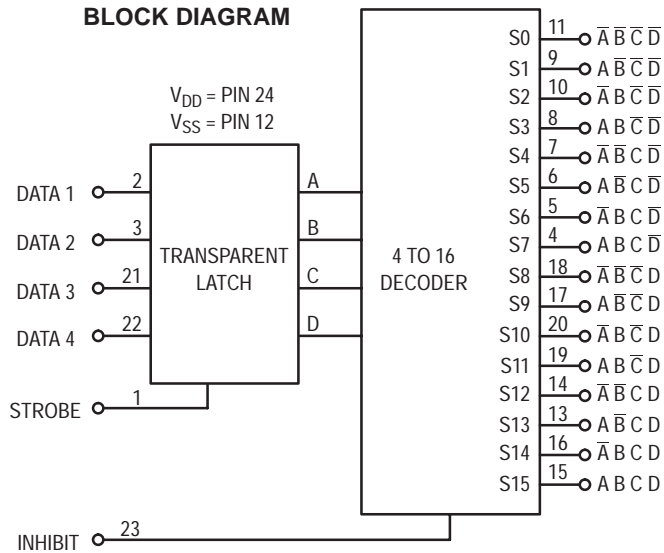 BLOCK DIAGRAM
V_DD = PIN 24
V_SS = PIN 12
DATA 1 2
DATA 2 3
DATA 3 21
DATA 4 22
STROBE 1
INHIBIT 23
TRANSPARENT
LATCH
A
B
C
D
4 TO 16
DECODER
S0 11 A̅ B̅ C̅ D̅
S1 9 A B̅ C̅ D̅
S2 10 A̅ B C̅ D̅
S3 8 A B C̅ D̅
S4 7 A̅ B̅ C D̅
S5 6 A B̅ C D̅
S6 5 A̅ B C D̅
S7 4 A B C D̅
S8 18 A̅ B̅ C̅ D
S9 17 A B̅ C̅ D
S10 20 A̅ B C̅ D
S11 19 A B C̅ D
S12 14 A̅ B̅ C D
S13 13 A B̅ C D
S14 16 A̅ B C D
S15 15 A B C D